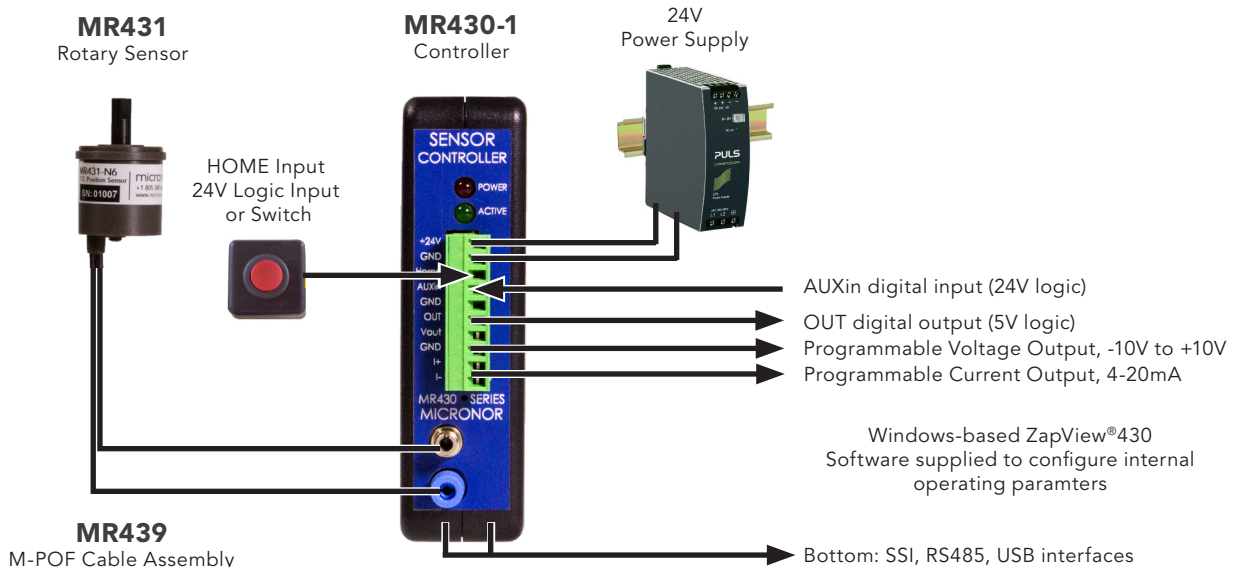 MR431
Rotary Sensor
MR430-1
Controller
24V
Power Supply
MR431-N6
SN:01007
HOME Input
24V Logic Input
or Switch
SENSOR
CONTROLLER
POWER
ACTIVE
+24V
GND
Home
AUXin
GND
OUT
Vout
GND
I+
I-
MR430 SERIES
MICRONOR
PULS
AUXin digital input (24V logic)
OUT digital output (5V logic)
Programmable Voltage Output, -10V to +10V
Programmable Current Output, 4-20mA
Windows-based ZapView®430
Software supplied to configure internal
operating paramters
MR439
M-POF Cable Assembly
Bottom: SSI, RS485, USB interfaces